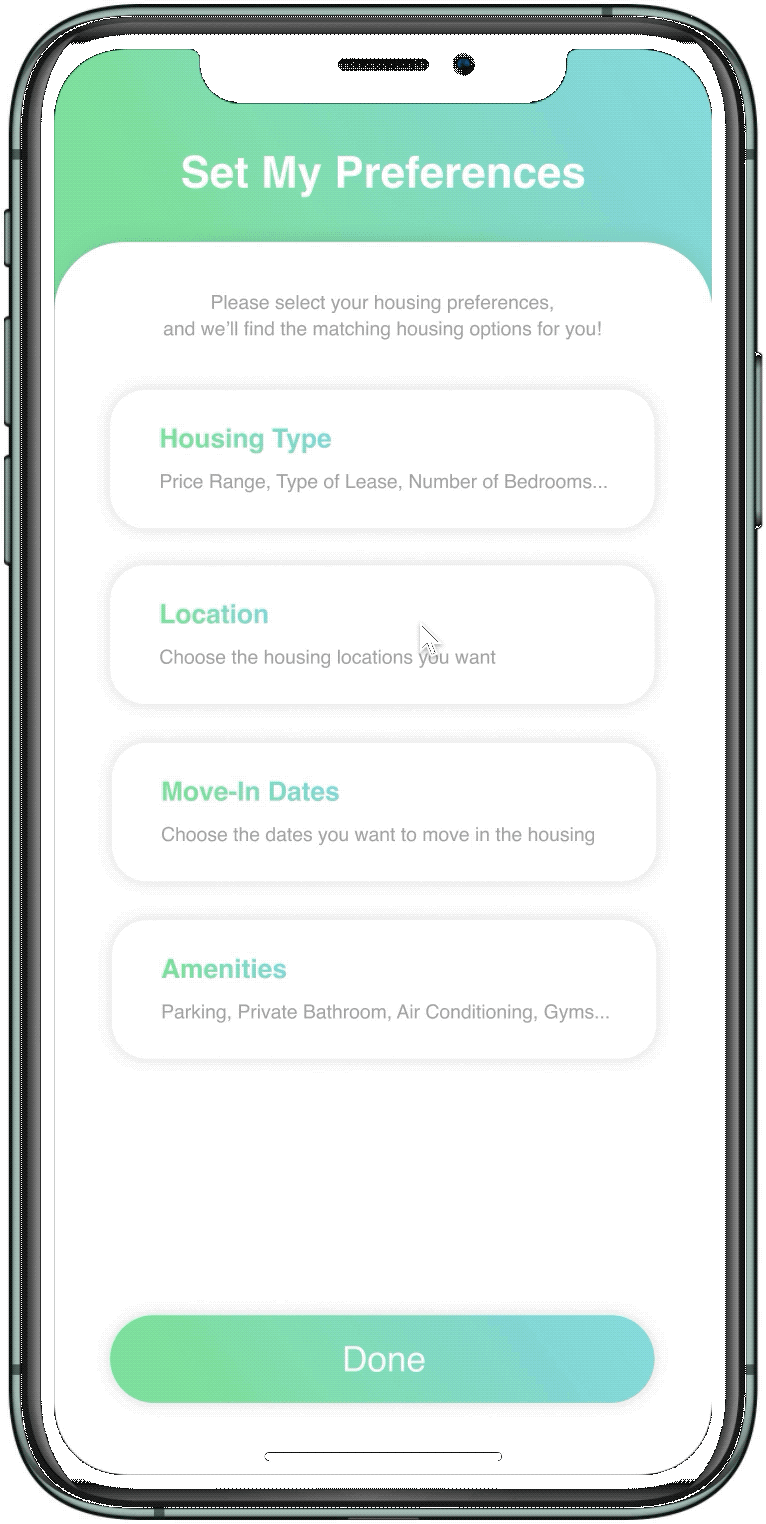 Set My Preferences
Please select your housing preferences,
and we’ll find the matching housing options for you!
Housing Type
Price Range, Type of Lease, Number of Bedrooms...
Location
Choose the housing locations you want
Move-In Dates
Choose the dates you want to move in the housing
Amenities
Parking, Private Bathroom, Air Conditioning, Gyms...
Done